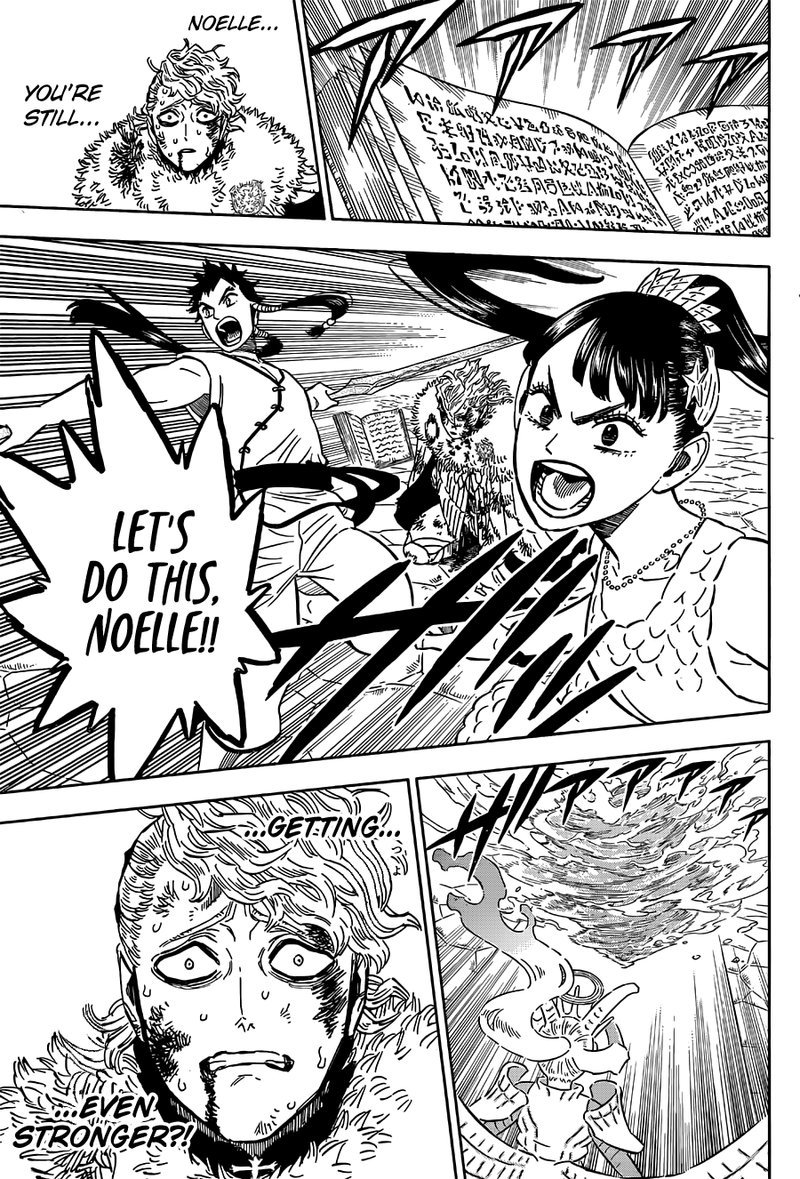 NOELLE...
YOU'RE
STILL...
LET'S
DO THIS,
NOELLE!!
...GETTING...
...EVEN
STRONGER?!